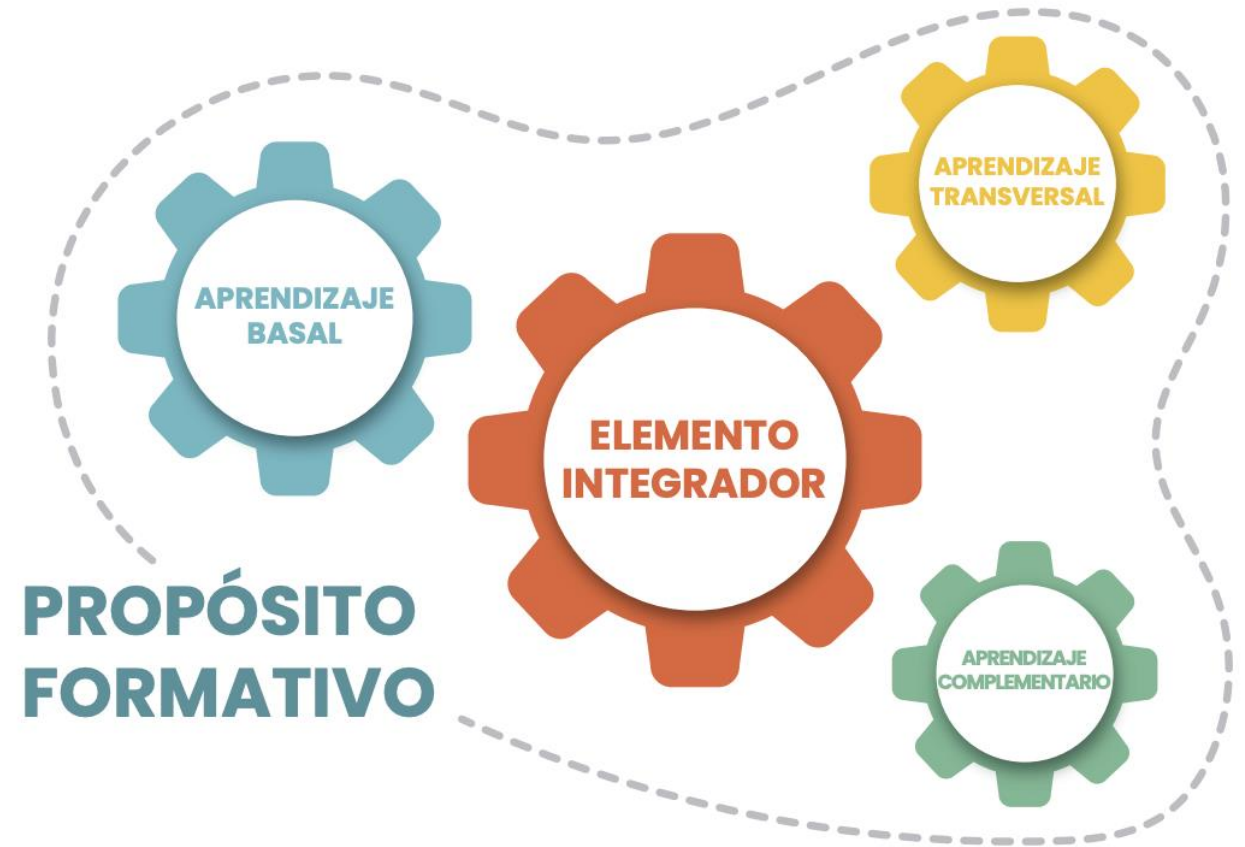 APRENDIZAJE
TRANSVERSAL
APRENDIZAJE
BASAL
ELEMENTO
INTEGRADOR
PROPÓSITO
FORMATIVO
APRENDIZAJE
COMPLEMENTARIO